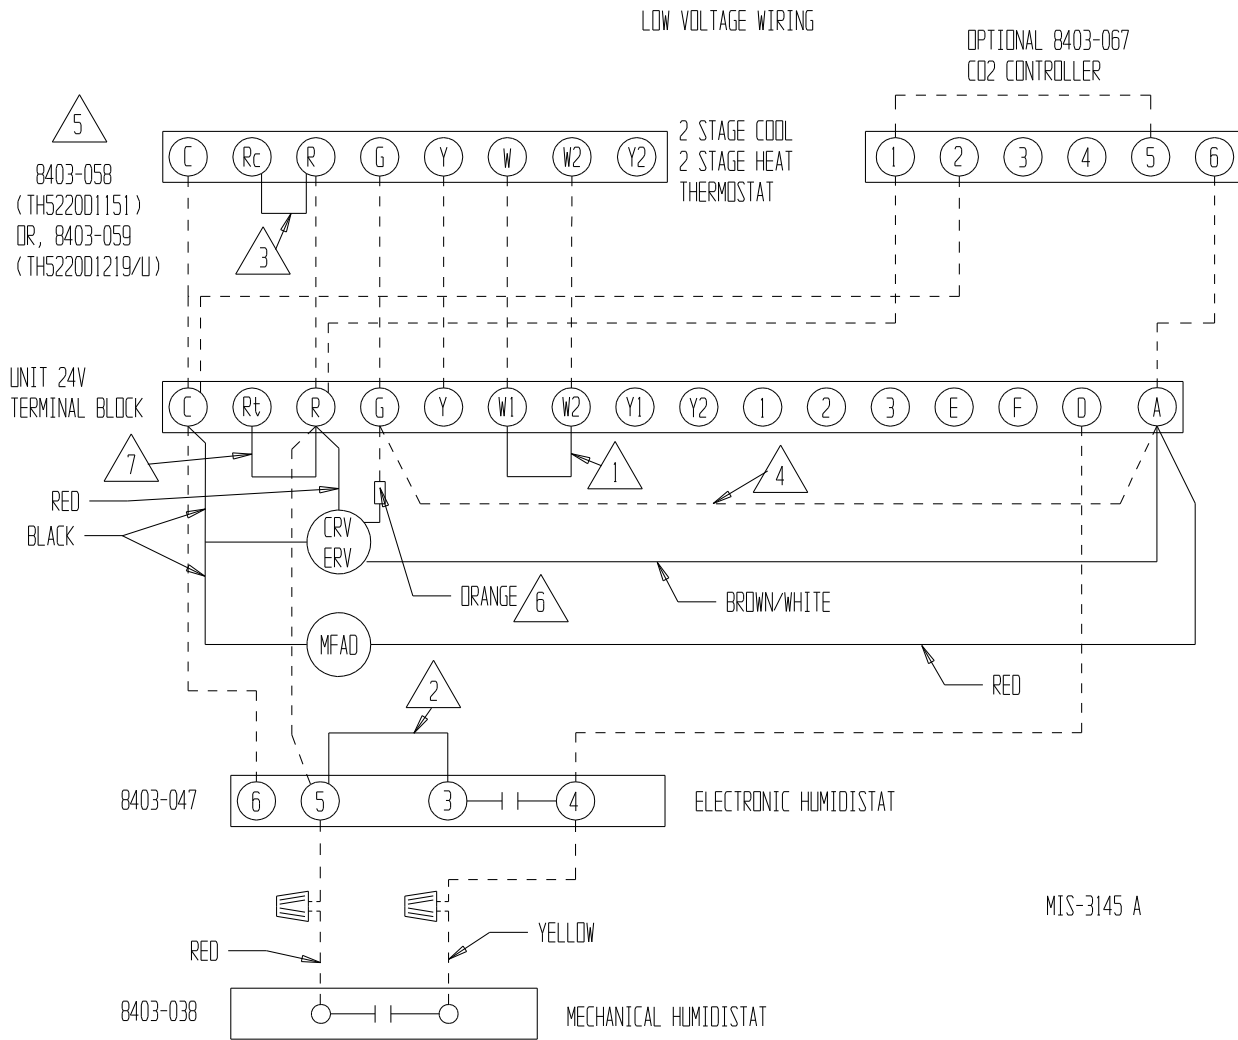 LOW VOLTAGE WIRING
OPTIONAL 8403-067
CO2 CONTROLLER
5
8403-058
(TH5220D1151)
OR, 8403-059
(TH5220D1219/U)
C Rc R G Y W W2 Y2
2 STAGE COOL
2 STAGE HEAT
THERMOSTAT
1 2 3 4 5 6
3
UNIT 24V
TERMINAL BLOCK
C Rt R G Y W1 W2 Y1 Y2 1 2 3 E F D A
7
1
4
RED
BLACK
CRV
ERV
ORANGE
6
BROWN/WHITE
MFAD
RED
2
8403-047
6 5 3 4
ELECTRONIC HUMIDISTAT
MIS-3145 A
RED
YELLOW
8403-038
MECHANICAL HUMIDISTAT